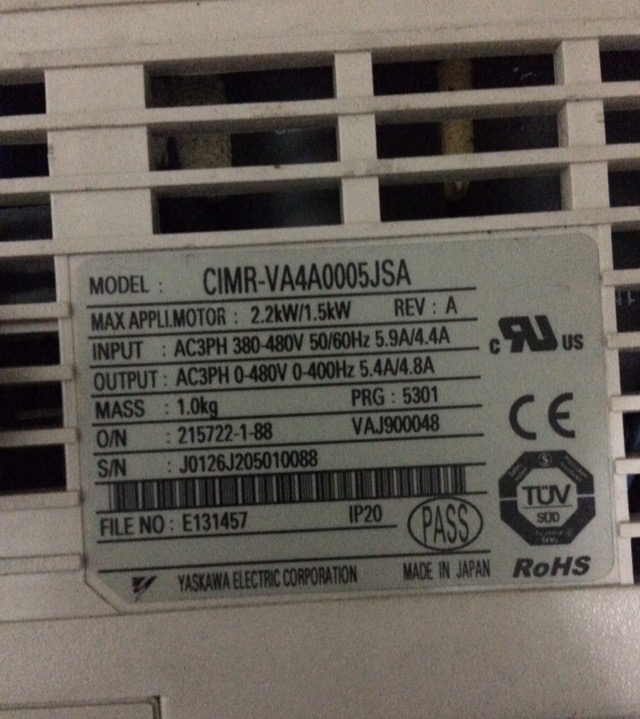 MODEL : CIMR-VA4A0005JSA
MAX APPLI.MOTOR : 2.2kW/1.5kW REV : A
INPUT : AC3PH 380-480V 50/60Hz 5.9A/4.4A
OUTPUT : AC3PH 0-480V 0-400Hz 5.4A/4.8A
MASS : 1.0kg PRG : 5301
O/N : 215722-1-88 VAJ900048
S/N : J0126J205010088
FILE NO : E131457 IP20
PASS
YASKAWA ELECTRIC CORPORATION MADE IN JAPAN
c RU US
CE
TÜV
SÜD
RoHS